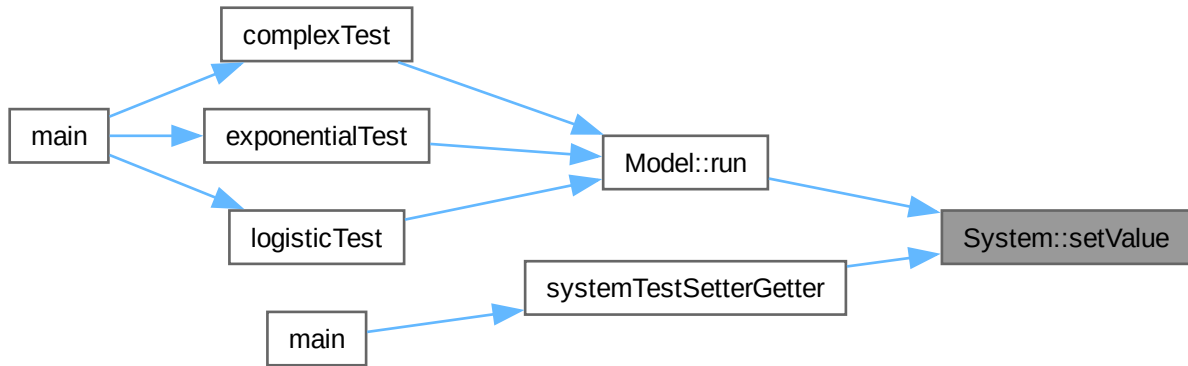 complexTest
main
exponentialTest
Model::run
logisticTest
System::setValue
systemTestSetterGetter
main